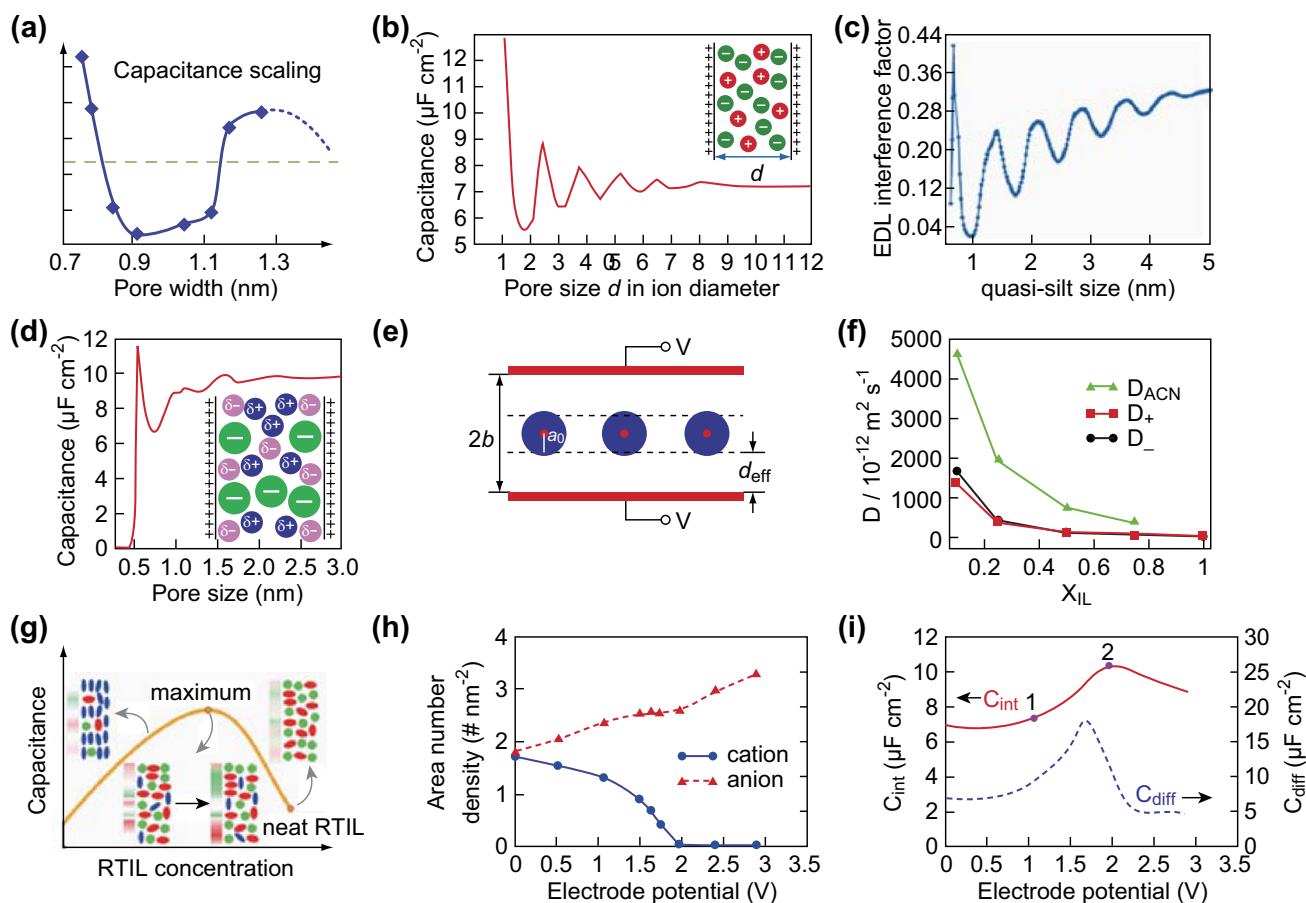 (a)
Capacitance scaling
0.7 0.9 1.1 1.3
Pore width (nm)
(b)
Capacitance (µF cm⁻²)
13
12
11
10
9
8
7
6
5
d
0 1 2 3 4 5 6 7 8 9 10 11 12
Pore size d in ion diameter
(c)
EDL interference factor
0.44
0.36
0.28
0.20
0.12
0.04
1 2 3 4 5
quasi-silt size (nm)
(d)
Capacitance (µF cm⁻²)
12
10
8
6
4
2
0
δ− δ+ δ−
δ+
−
δ− δ+
δ−
0.5 1.0 1.5 2.0 2.5 3.0
Pore size (nm)
(e)
V
2b
a₀
d_eff
V
(f)
D / 10⁻¹² m² s⁻¹
5000
4000
3000
2000
1000
0
D_ACN
D₊
D₋
0.2 0.4 0.6 0.8 1
X_IL
(g)
Capacitance
maximum
neat RTIL
RTIL concentration
(h)
Area number
density (# nm⁻²)
4
3
2
1
0
cation
anion
0 0.5 1 1.5 2 2.5 3 3.5
Electrode potential (V)
(i)
C_int (µF cm⁻²)
12
10
8
6
4
2
0
C_int
1
2
C_diff
30
25
20
15
10
5
0
C_diff (µF cm⁻²)
0 0.5 1 1.5 2 2.5 3 3.5
Electrode potential (V)